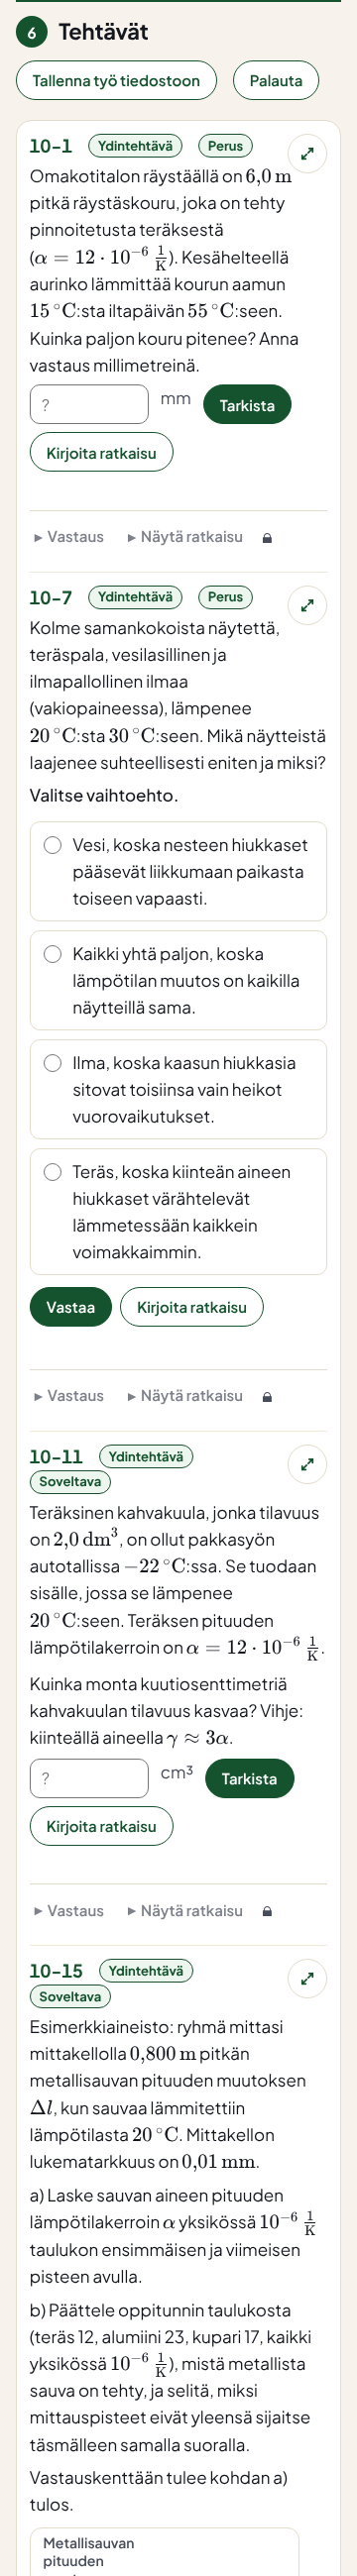 6 Tehtävät
Tallenna työ tiedostoon Palauta
10-1 Ydintehtävä Perus
Omakotitalon räystäällä on 6,0 m
pitkä räystäskouru, joka on tehty
pinnoitetusta teräksestä
(α = 12 · 10⁻⁶ 1/K). Kesähelteellä
aurinko lämmittää kourun aamun
15 °C:sta iltapäivän 55 °C:seen.
Kuinka paljon kouru pitenee? Anna
vastaus millimetreinä.
? mm Tarkista
Kirjoita ratkaisu
▸ Vastaus ▸ Näytä ratkaisu
10-7 Ydintehtävä Perus
Kolme samankokoista näytettä,
teräspala, vesilasillinen ja
ilmapallollinen ilmaa
(vakiopaineessa), lämpenee
20 °C:sta 30 °C:seen. Mikä näytteistä
laajenee suhteellisesti eniten ja miksi?
Valitse vaihtoehto.
Vesi, koska nesteen hiukkaset
pääsevät liikkumaan paikasta
toiseen vapaasti.
Kaikki yhtä paljon, koska
lämpötilan muutos on kaikilla
näytteillä sama.
Ilma, koska kaasun hiukkasia
sitovat toisiinsa vain heikot
vuorovaikutukset.
Teräs, koska kiinteän aineen
hiukkaset värähtelevät
lämmetessään kaikkein
voimakkaimmin.
Vastaa Kirjoita ratkaisu
▸ Vastaus ▸ Näytä ratkaisu
10-11 Ydintehtävä
Soveltava
Teräksinen kahvakuula, jonka tilavuus
on 2,0 dm³, on ollut pakkasyön
autotallissa −22 °C:ssa. Se tuodaan
sisälle, jossa se lämpenee
20 °C:seen. Teräksen pituuden
lämpötilakerroin on α = 12 · 10⁻⁶ 1/K.
Kuinka monta kuutiosenttimetriä
kahvakuulan tilavuus kasvaa? Vihje:
kiinteällä aineella γ ≈ 3α.
? cm³ Tarkista
Kirjoita ratkaisu
▸ Vastaus ▸ Näytä ratkaisu
10-15 Ydintehtävä
Soveltava
Esimerkkiaineisto: ryhmä mittasi
mittakellolla 0,800 m pitkän
metallisauvan pituuden muutoksen
Δl, kun sauvaa lämmitettiin
lämpötilasta 20 °C. Mittakellon
lukematarkkuus on 0,01 mm.
a) Laske sauvan aineen pituuden
lämpötilakerroin α yksikössä 10⁻⁶ 1/K
taulukon ensimmäisen ja viimeisen
pisteen avulla.
b) Päättele oppitunnin taulukosta
(teräs 12, alumiini 23, kupari 17, kaikki
yksikössä 10⁻⁶ 1/K), mistä metallista
sauva on tehty, ja selitä, miksi
mittauspisteet eivät yleensä sijaitse
täsmälleen samalla suoralla.
Vastauskenttään tulee kohdan a)
tulos.
Metallisauvan
pituuden